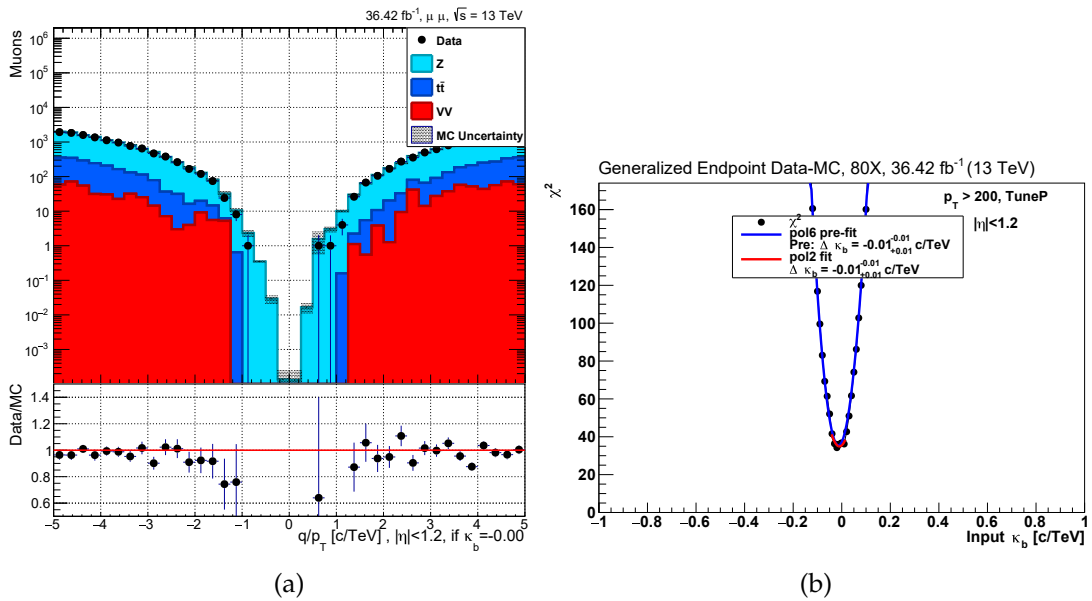 36.42 fb⁻¹, μ μ, √s = 13 TeV
Muons
10⁶
10⁵
10⁴
10³
10²
10
1
10⁻¹
10⁻²
10⁻³
Data
Z
tt̄
VV
MC Uncertainty
Data/MC
1.4
1.2
1
0.8
0.6
−5 −4 −3 −2 −1 0 1 2 3 4 5
q/p_T [c/TeV] , |η|<1.2, if κ_b=-0.00
(a)
Generalized Endpoint Data-MC, 80X, 36.42 fb⁻¹ (13 TeV)
χ²
160
140
120
100
80
60
40
20
0
p_T > 200, TuneP
|η|<1.2
χ²
pol6 pre-fit
Pre: Δ κ_b = -0.01 -0.01 +0.01 c/TeV
pol2 fit
Δ κ_b = -0.01 -0.01 +0.01 c/TeV
−1 −0.8 −0.6 −0.4 −0.2 0 0.2 0.4 0.6 0.8 1
Input κ_b [c/TeV]
(b)